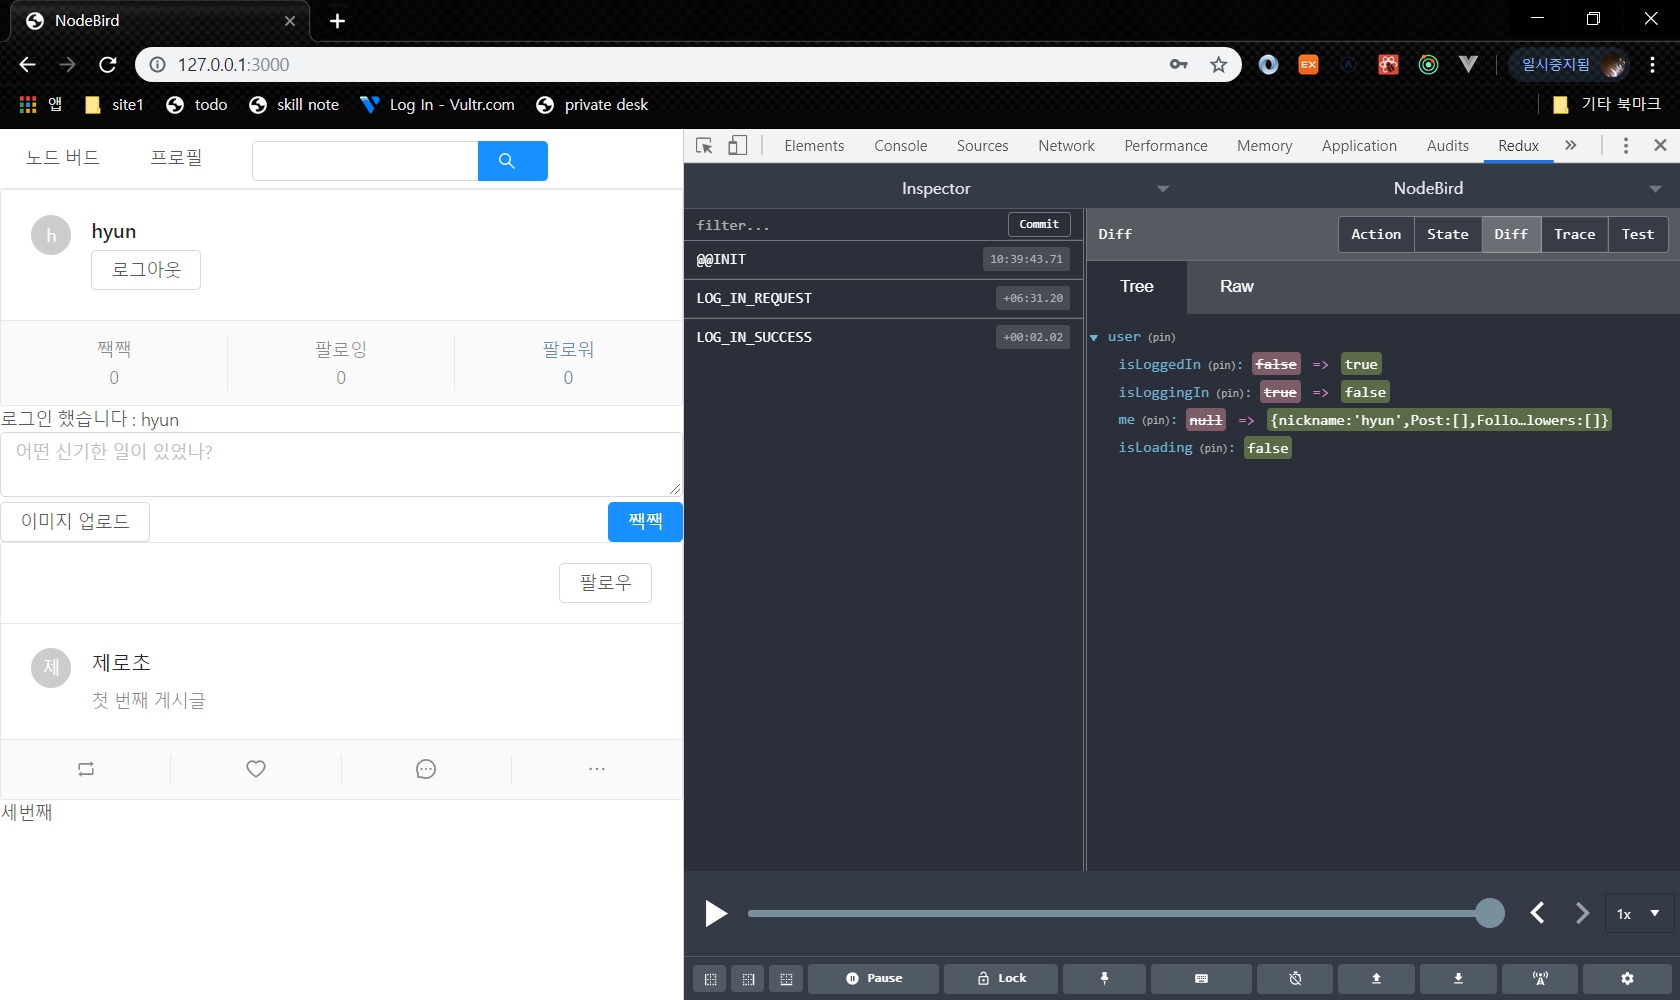 NodeBird
127.0.0.1:3000
EX
일시중지됨
앱 site1 todo skill note Log In - Vultr.com private desk 기타 북마크
노드 버드 프로필
h
hyun
로그아웃
짹짹 팔로잉 팔로워
0 0 0
로그인 했습니다 : hyun
어떤 신기한 일이 있었나?
이미지 업로드 짹짹
팔로우
제
제로초
첫 번째 게시글
세번째
Elements Console Sources Network Performance Memory Application Audits Redux
Inspector NodeBird
filter... Commit
@@INIT 10:39:43.71
LOG_IN_REQUEST +06:31.20
LOG_IN_SUCCESS +00:02.02
Diff Action State Diff Trace Test
Tree Raw
user (pin)
isLoggedIn (pin): false => true
isLoggingIn (pin): true => false
me (pin): null => {nickname:'hyun',Post:[],Follo…lowers:[]}
isLoading (pin): false
1x
Pause Lock